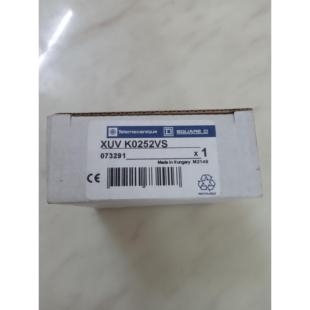 Telemecanique SQUARE D
XUV K0252VS
073291 x 1
Made in Hungary M2149
CE